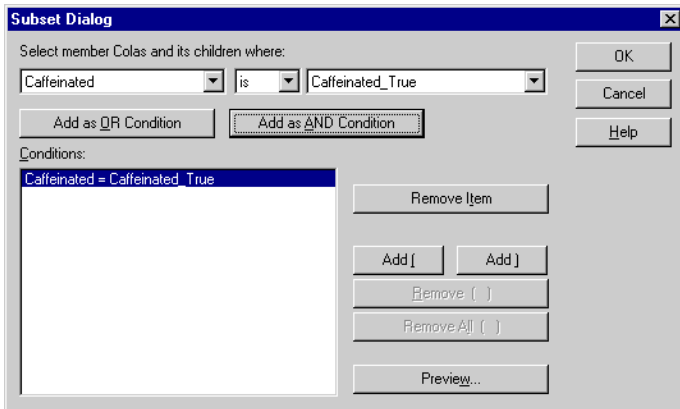 Subset Dialog
Select member Colas and its children where:
Caffeinated is Caffeinated_True
OK
Cancel
Help
Add as OR Condition Add as AND Condition
Conditions:
Caffeinated = Caffeinated_True
Remove Item
Add ( Add )
Remove ( )
Remove All ( )
Preview...